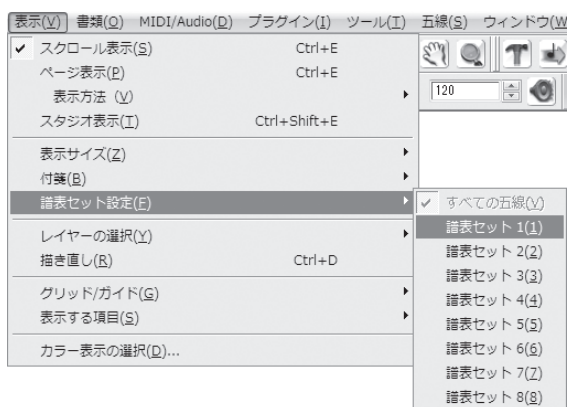 表示(V) 書類(O) MIDI/Audio(D) プラグイン(I) ツール(T) 五線(S) ウィンドウ(W
スクロール表示(S) Ctrl+E
ページ表示(P) Ctrl+E
表示方法 (V)
スタジオ表示(T) Ctrl+Shift+E
表示サイズ(Z)
付箋(B)
譜表セット設定(F)
レイヤーの選択(Y)
描き直し(R) Ctrl+D
グリッド/ガイド(G)
表示する項目(S)
カラー表示の選択(D)...
120
すべての五線(V)
譜表セット 1(1)
譜表セット 2(2)
譜表セット 3(3)
譜表セット 4(4)
譜表セット 5(5)
譜表セット 6(6)
譜表セット 7(7)
譜表セット 8(8)